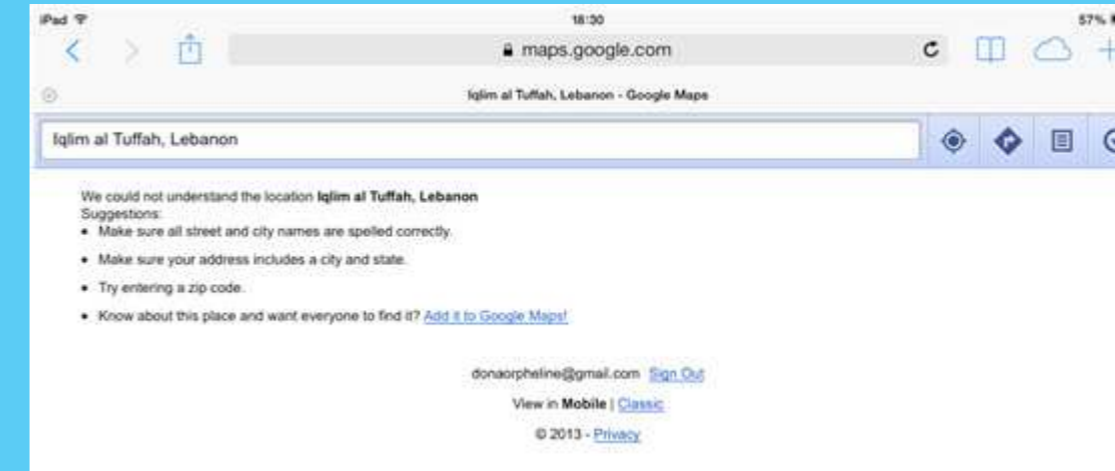 iPad 18:30 57%
maps.google.com
Iqlim al Tuffah, Lebanon - Google Maps
Iqlim al Tuffah, Lebanon
We could not understand the location Iqlim al Tuffah, Lebanon
Suggestions:
• Make sure all street and city names are spelled correctly.
• Make sure your address includes a city and state.
• Try entering a zip code.
• Know about this place and want everyone to find it? Add it to Google Maps!
donaorpheline@gmail.com Sign Out
View in Mobile | Classic
© 2013 - Privacy